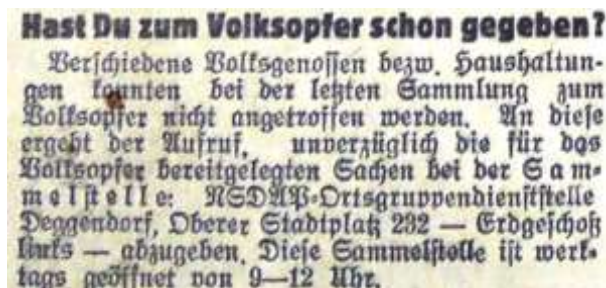 Hast Du zum Volksopfer schon gegeben?
Verschiedene Volksgenossen bezw. Haushaltun-
gen konnten bei der letzten Sammlung zum
Volksopfer nicht angetroffen werden. An diese
ergeht der Aufruf, unverzüglich die für das
Volksopfer bereitgelegten Sachen bei der Sam-
melstelle: NSDAP-Ortsgruppendienststelle
Deggendorf, Oberer Stadtplatz 232 — Erdgeschoß
links — abzugeben. Diese Sammelstelle ist werk-
tags geöffnet von 9—12 Uhr.